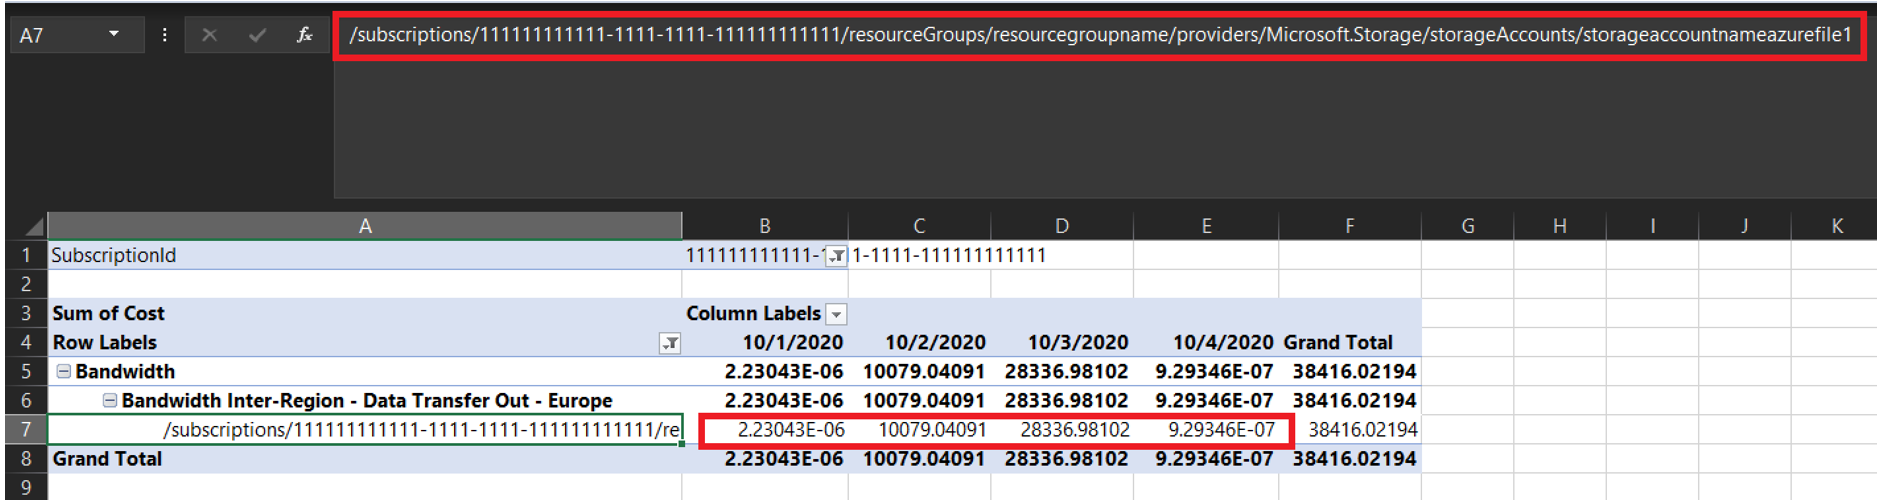 A7 fx /subscriptions/111111111111-1111-1111-111111111111/resourceGroups/resourcegroupname/providers/Microsoft.Storage/storageAccounts/storageaccountnameazurefile1
A B C D E F G H I J K
1 SubscriptionId 111111111111-1111-1111-111111111111
2
3 Sum of Cost Column Labels
4 Row Labels 10/1/2020 10/2/2020 10/3/2020 10/4/2020 Grand Total
5 Bandwidth 2.23043E-06 10079.04091 28336.98102 9.29346E-07 38416.02194
6 Bandwidth Inter-Region - Data Transfer Out - Europe 2.23043E-06 10079.04091 28336.98102 9.29346E-07 38416.02194
7 /subscriptions/111111111111-1111-1111-111111111111/re 2.23043E-06 10079.04091 28336.98102 9.29346E-07 38416.02194
8 Grand Total 2.23043E-06 10079.04091 28336.98102 9.29346E-07 38416.02194
9